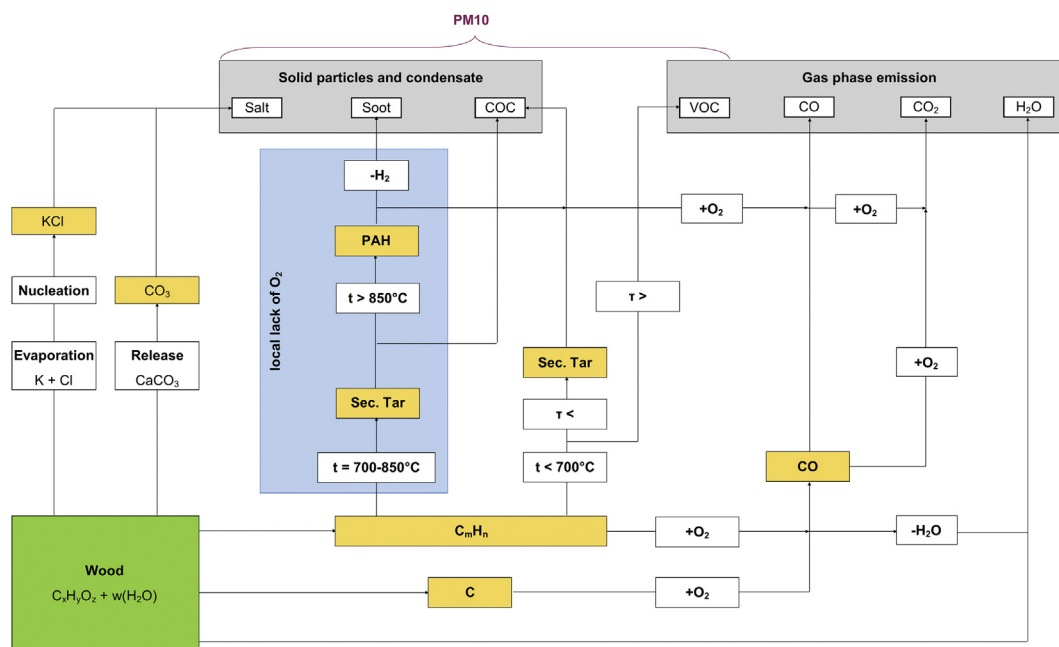 PM10
Solid particles and condensate
Gas phase emission
Salt
Soot
COC
VOC
CO
CO₂
H₂O
-H₂
KCl
+O₂
+O₂
PAH
Nucleation
CO₃
t > 850°C
τ >
local lack of O₂
Evaporation
K + Cl
Release
CaCO₃
Sec. Tar
+O₂
Sec. Tar
τ <
t = 700-850°C
t < 700°C
CO
CₘHₙ
+O₂
-H₂O
Wood
CₓHᵧO𝓏 + w(H₂O)
C
+O₂